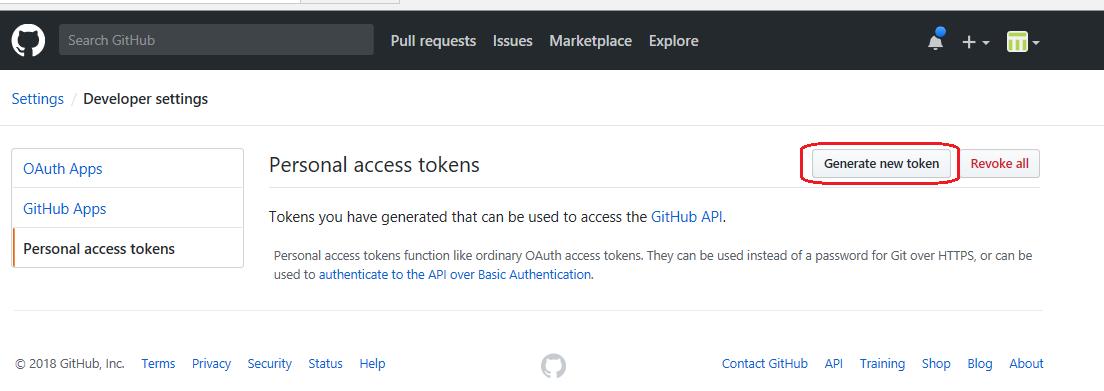 Search GitHub Pull requests Issues Marketplace Explore
Settings / Developer settings
OAuth Apps
GitHub Apps
Personal access tokens
Personal access tokens Generate new token Revoke all
Tokens you have generated that can be used to access the GitHub API.
Personal access tokens function like ordinary OAuth access tokens. They can be used instead of a password for Git over HTTPS, or can be
used to authenticate to the API over Basic Authentication.
© 2018 GitHub, Inc. Terms Privacy Security Status Help Contact GitHub API Training Shop Blog About